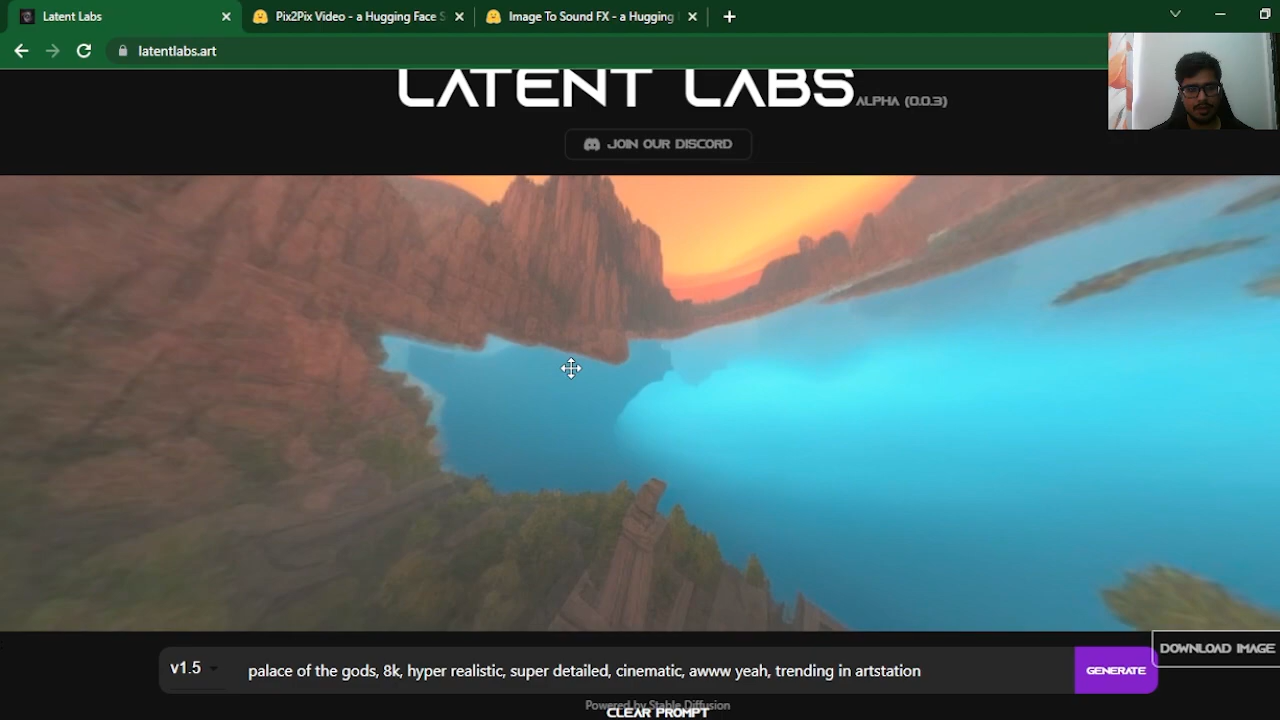 Latent Labs
Pix2Pix Video - a Hugging Face S
Image To Sound FX - a Hugging
latentlabs.art
LATENT LABS ALPHA (0.0.3)
JOIN OUR DISCORD
DOWNLOAD IMAGE
v1.5
palace of the gods, 8k, hyper realistic, super detailed, cinematic, awww yeah, trending in artstation
GENERATE
Powered by Stable Diffusion
CLEAR PROMPT